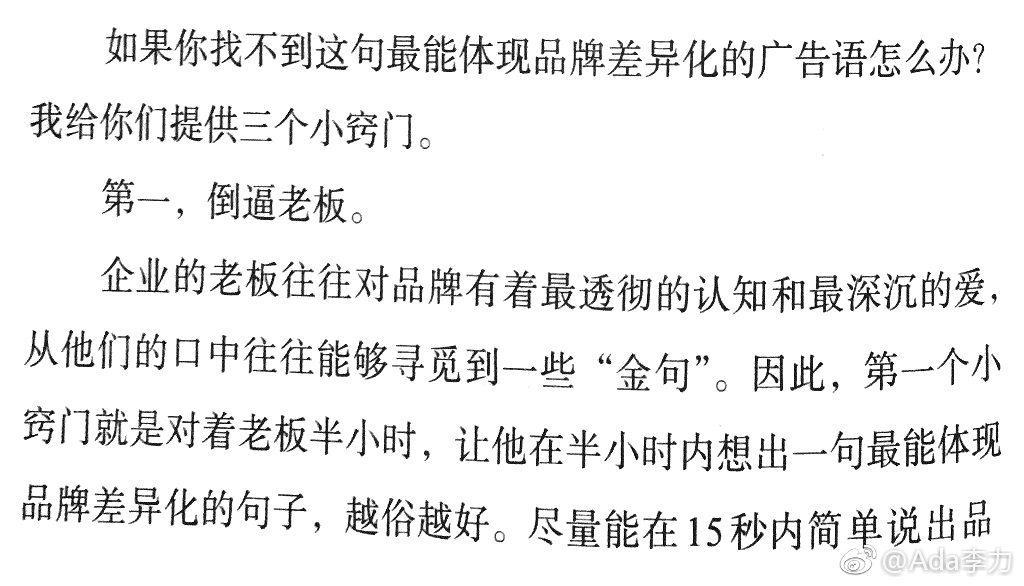 如果你找不到这句最能体现品牌差异化的广告语怎么办？
我给你们提供三个小窍门。
第一，倒逼老板。
企业的老板往往对品牌有着最透彻的认知和最深沉的爱，
从他们的口中往往能够寻觅到一些“金句”。因此，第一个小
窍门就是对着老板半小时，让他在半小时内想出一句最能体现
品牌差异化的句子，越俗越好。尽量能在15秒内简单说出品
@Ada李力